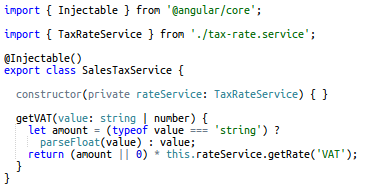 import { Injectable } from '@angular/core';
import { TaxRateService } from './tax-rate.service';
@Injectable()
export class SalesTaxService {
constructor(private rateService: TaxRateService) { }
getVAT(value: string | number) {
let amount = (typeof value === 'string') ?
parseFloat(value) : value;
return (amount || 0) * this.rateService.getRate('VAT');
}
}